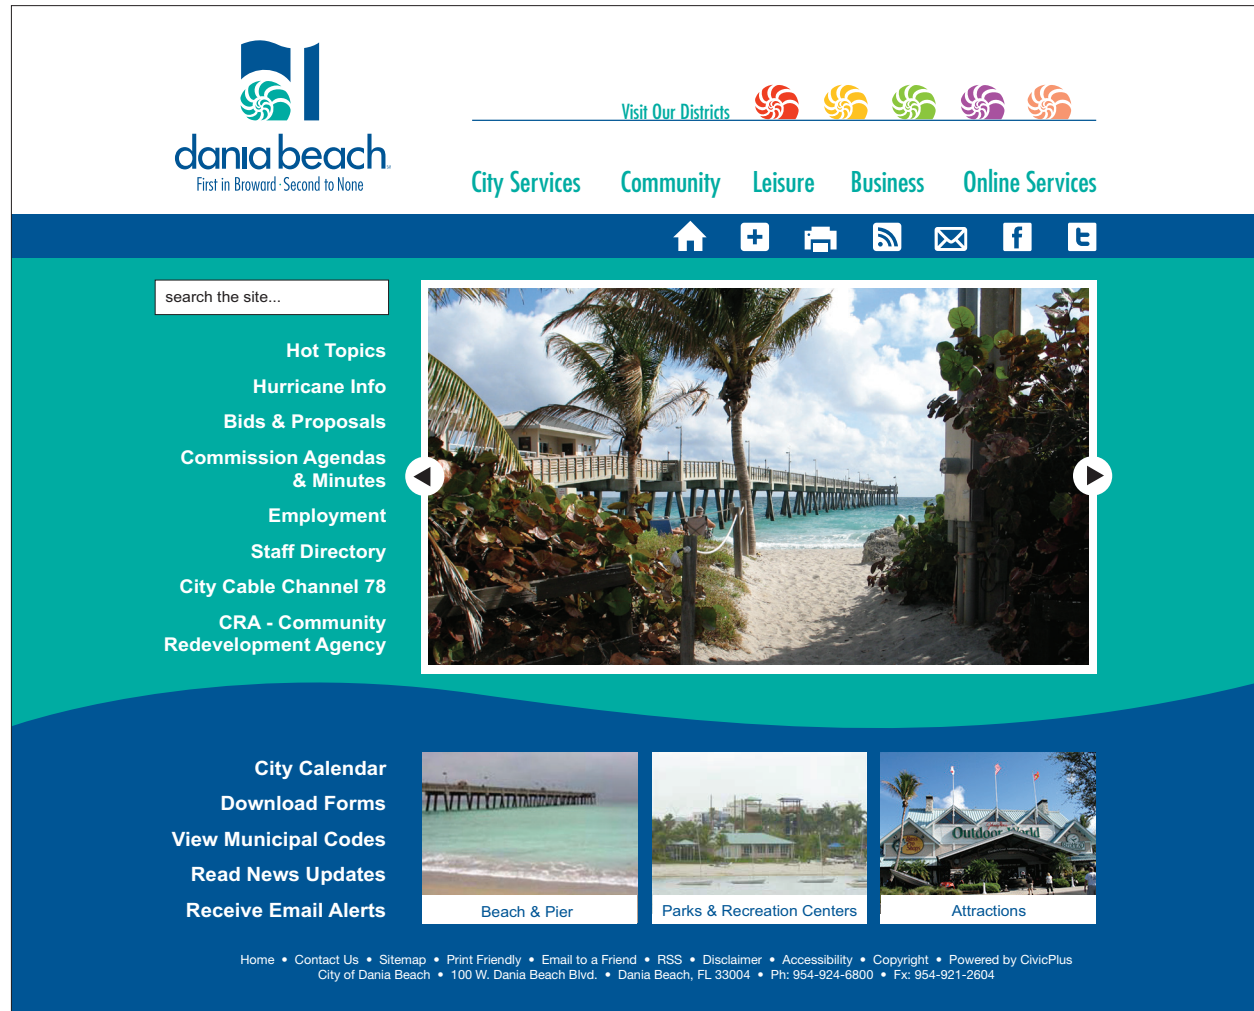 dania beach
First in Broward · Second to None
Visit Our Districts
City Services Community Leisure Business Online Services
search the site...
Hot Topics
Hurricane Info
Bids & Proposals
Commission Agendas
& Minutes
Employment
Staff Directory
City Cable Channel 78
CRA - Community
Redevelopment Agency
City Calendar
Download Forms
View Municipal Codes
Read News Updates
Receive Email Alerts
Outdoor World
Beach & Pier
Parks & Recreation Centers
Attractions
Home • Contact Us • Sitemap • Print Friendly • Email to a Friend • RSS • Disclaimer • Accessibility • Copyright • Powered by CivicPlus
City of Dania Beach • 100 W. Dania Beach Blvd. • Dania Beach, FL 33004 • Ph: 954-924-6800 • Fx: 954-921-2604